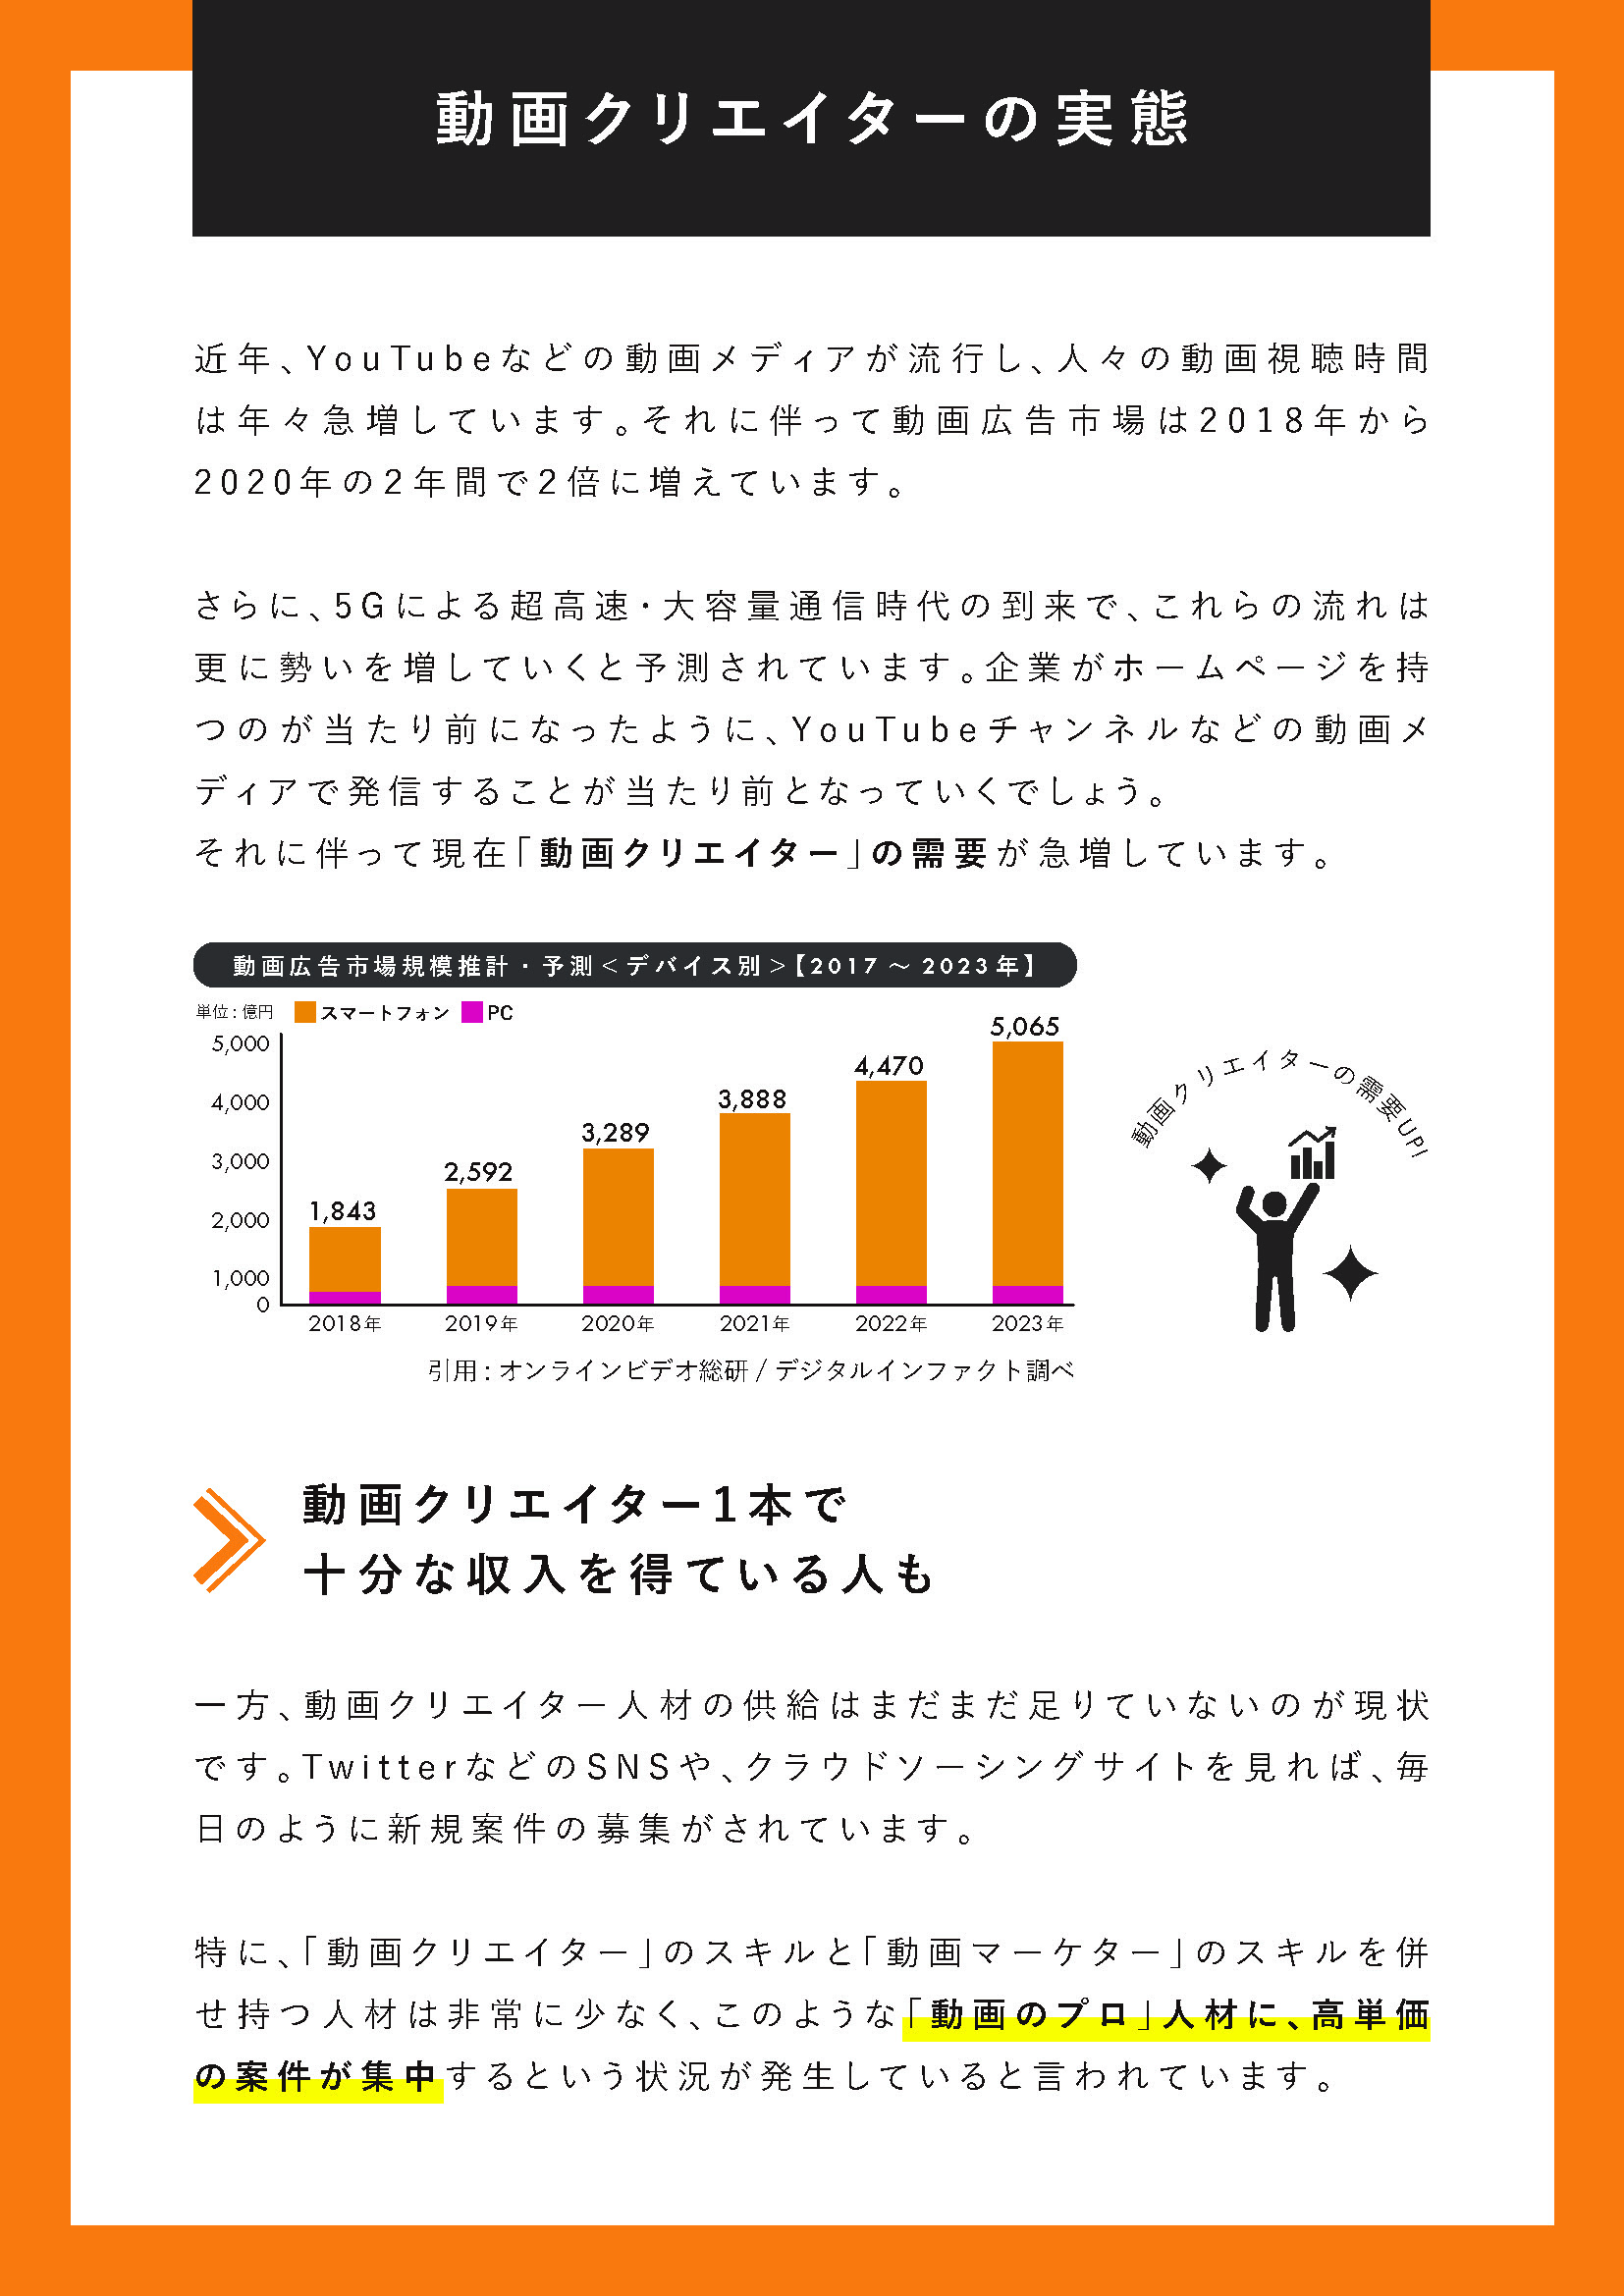 動画クリエイターの実態
近年、YouTubeなどの動画メディアが流行し、人々の動画視聴時間
は年々急増しています。それに伴って動画広告市場は2018年から
2020年の2年間で2倍に増えています。
さらに、5Gによる超高速・大容量通信時代の到来で、これらの流れは
更に勢いを増していくと予測されています。企業がホームページを持
つのが当たり前になったように、YouTubeチャンネルなどの動画メ
ディアで発信することが当たり前となっていくでしょう。
それに伴って現在「動画クリエイター」の需要が急増しています。
動画広告市場規模推計・予測<デバイス別>【2017〜2023年】
単位:億円 スマートフォン PC
5,000
4,000
3,000
2,000
1,000
0
1,843
2,592
3,289
3,888
4,470
5,065
2018年 2019年 2020年 2021年 2022年 2023年
引用:オンラインビデオ総研/デジタルインファクト調べ
動画クリエイターの需要UP!
動画クリエイター1本で
十分な収入を得ている人も
一方、動画クリエイター人材の供給はまだまだ足りていないのが現状
です。TwitterなどのSNSや、クラウドソーシングサイトを見れば、毎
日のように新規案件の募集がされています。
特に、「動画クリエイター」のスキルと「動画マーケター」のスキルを併
せ持つ人材は非常に少なく、このような「動画のプロ」人材に、高単価
の案件が集中するという状況が発生していると言われています。